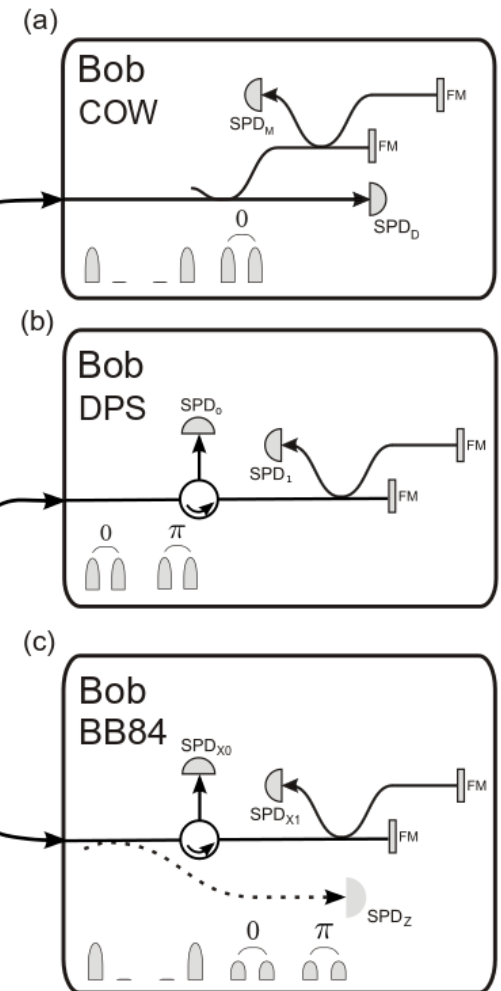 (a)
Bob
COW
SPD_M
FM
FM
SPD_D
0
(b)
Bob
DPS
SPD_0
SPD_1
FM
FM
0 π
(c)
Bob
BB84
SPD_X0
SPD_X1
FM
FM
SPD_Z
0 π